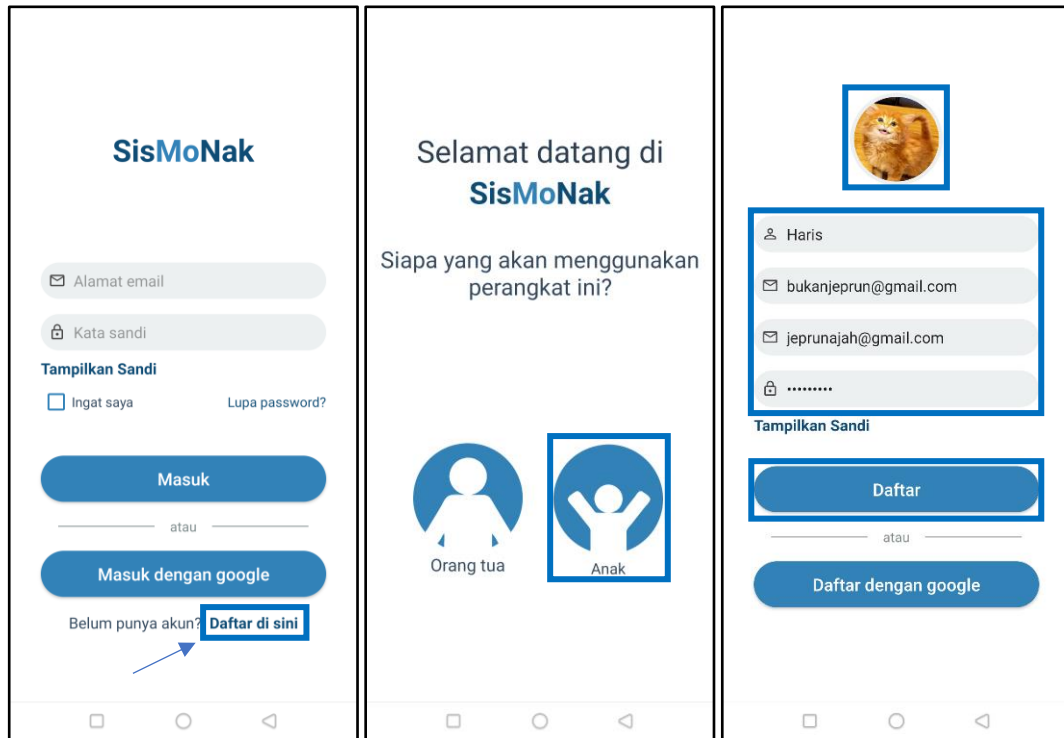 SisMoNak
Alamat email
Kata sandi
Tampilkan Sandi
Ingat saya Lupa password?
Masuk
atau
Masuk dengan google
Belum punya akun? Daftar di sini
Selamat datang di
SisMoNak
Siapa yang akan menggunakan
perangkat ini?
Orang tua Anak
Haris
bukanjeprun@gmail.com
jeprunajah@gmail.com
•••••••••
Tampilkan Sandi
Daftar
atau
Daftar dengan google